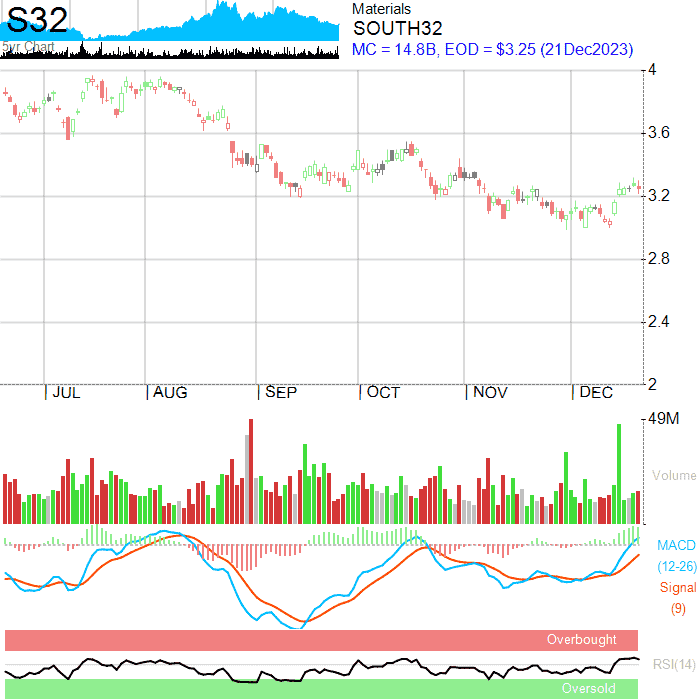 S32
5yr Chart
Materials
SOUTH32
MC = 14.8B, EOD = $3.25 (21Dec2023)
4
3.6
3.2
2.8
2.4
2
JUL AUG SEP OCT NOV DEC
49M
Volume
MACD
(12-26)
Signal
(9)
Overbought
RSI(14)
Oversold